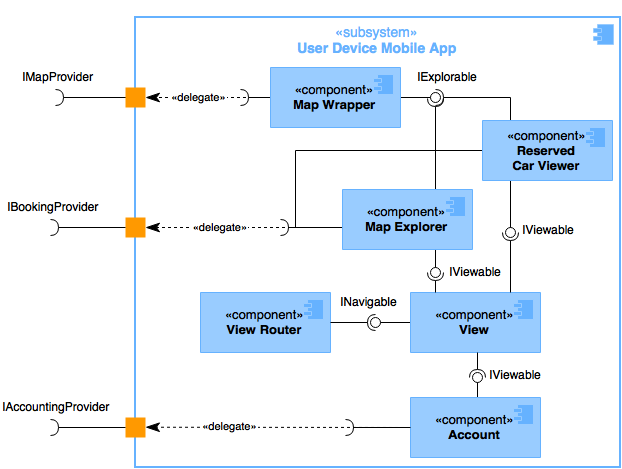 «subsystem»
User Device Mobile App
IMapProvider
«delegate»
«component»
Map Wrapper
IExplorable
«component»
Reserved
Car Viewer
IBookingProvider
«delegate»
«component»
Map Explorer
IViewable
IViewable
«component»
View Router
INavigable
«component»
View
IViewable
IAccountingProvider
«delegate»
«component»
Account